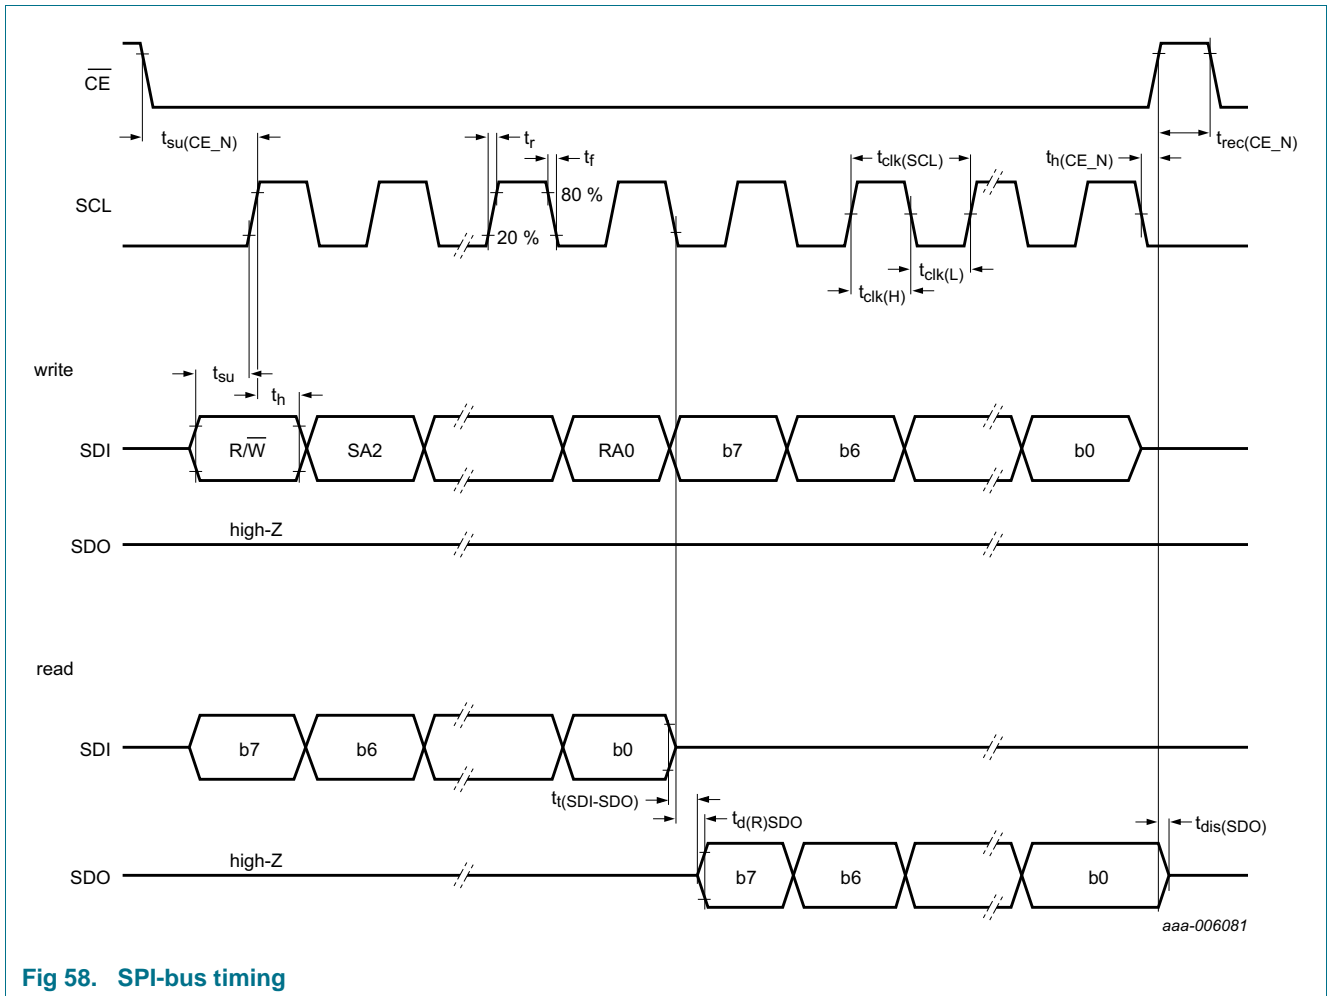 CE
tsu(CE_N)
tr
tf
tclk(SCL)
th(CE_N)
trec(CE_N)
SCL
80 %
20 %
tclk(L)
tclk(H)
write
tsu
th
SDI R/W SA2 RA0 b7 b6 b0
high-Z
SDO
read
SDI b7 b6 b0
tt(SDI-SDO)
td(R)SDO
tdis(SDO)
high-Z
SDO b7 b6 b0
aaa-006081
Fig 58. SPI-bus timing